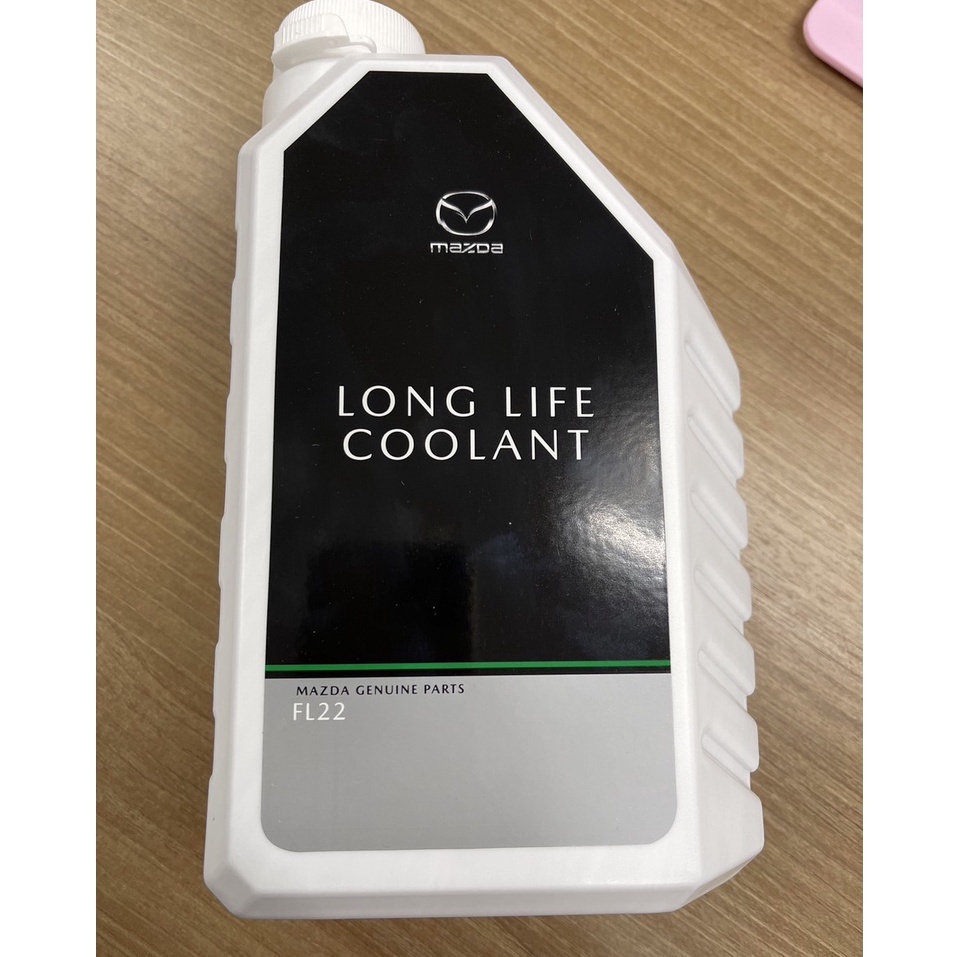 mazda
LONG LIFE
COOLANT
MAZDA GENUINE PARTS
FL22